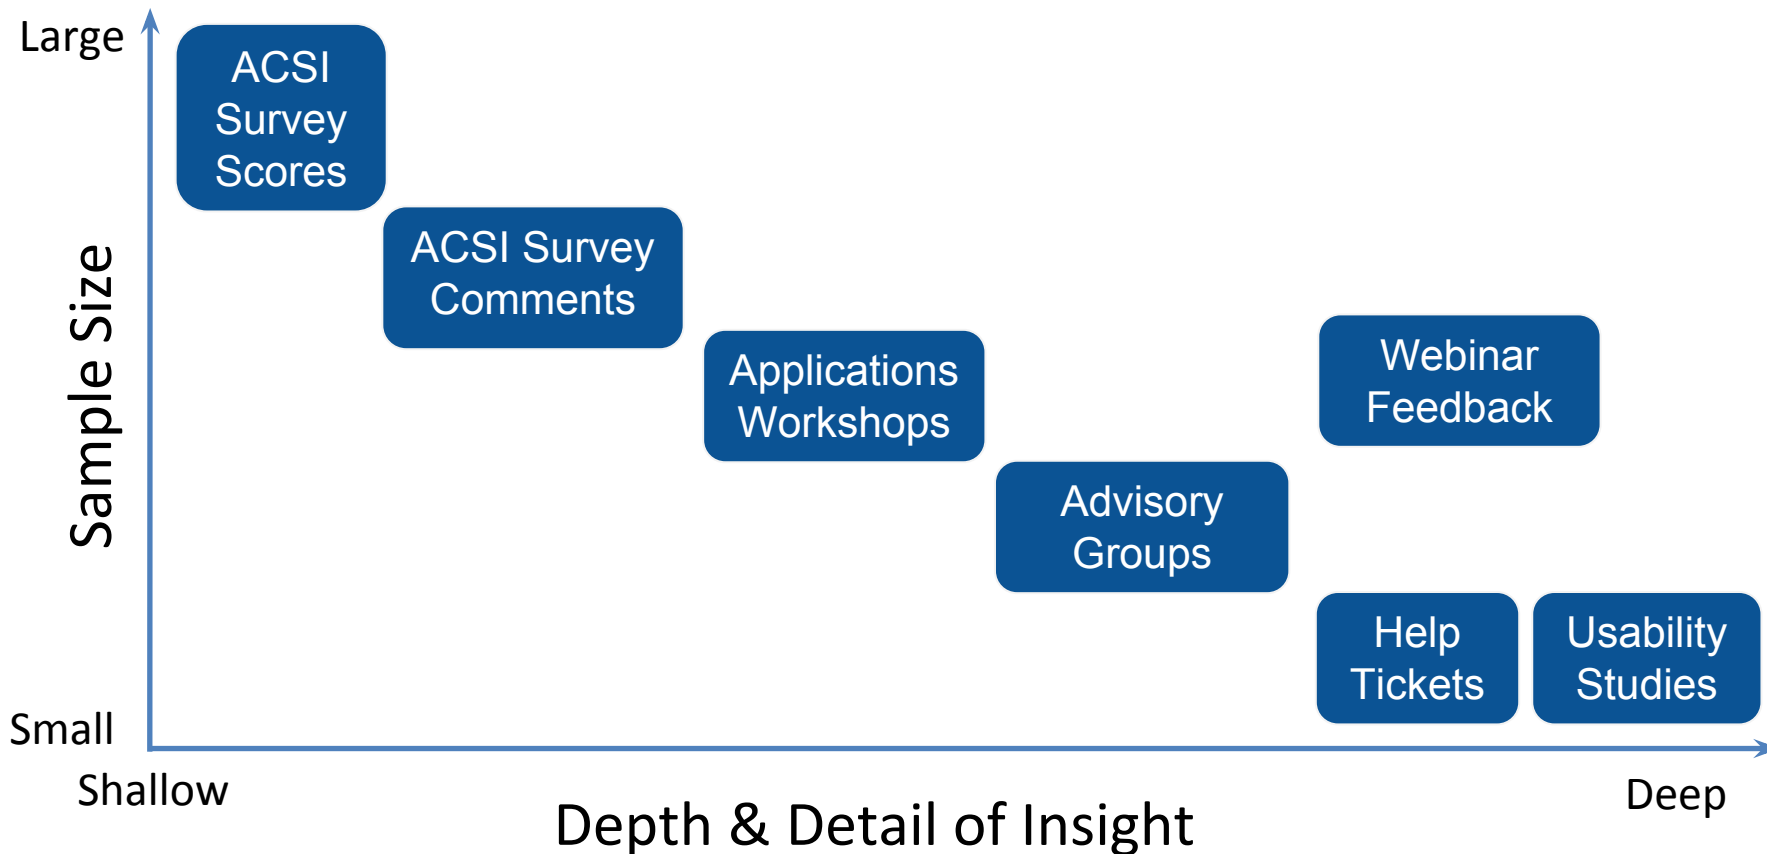 Large
ACSI
Survey
Scores
ACSI Survey
Comments
Applications
Workshops
Webinar
Feedback
Advisory
Groups
Help
Tickets
Usability
Studies
Sample Size
Small
Shallow
Deep
Depth & Detail of Insight